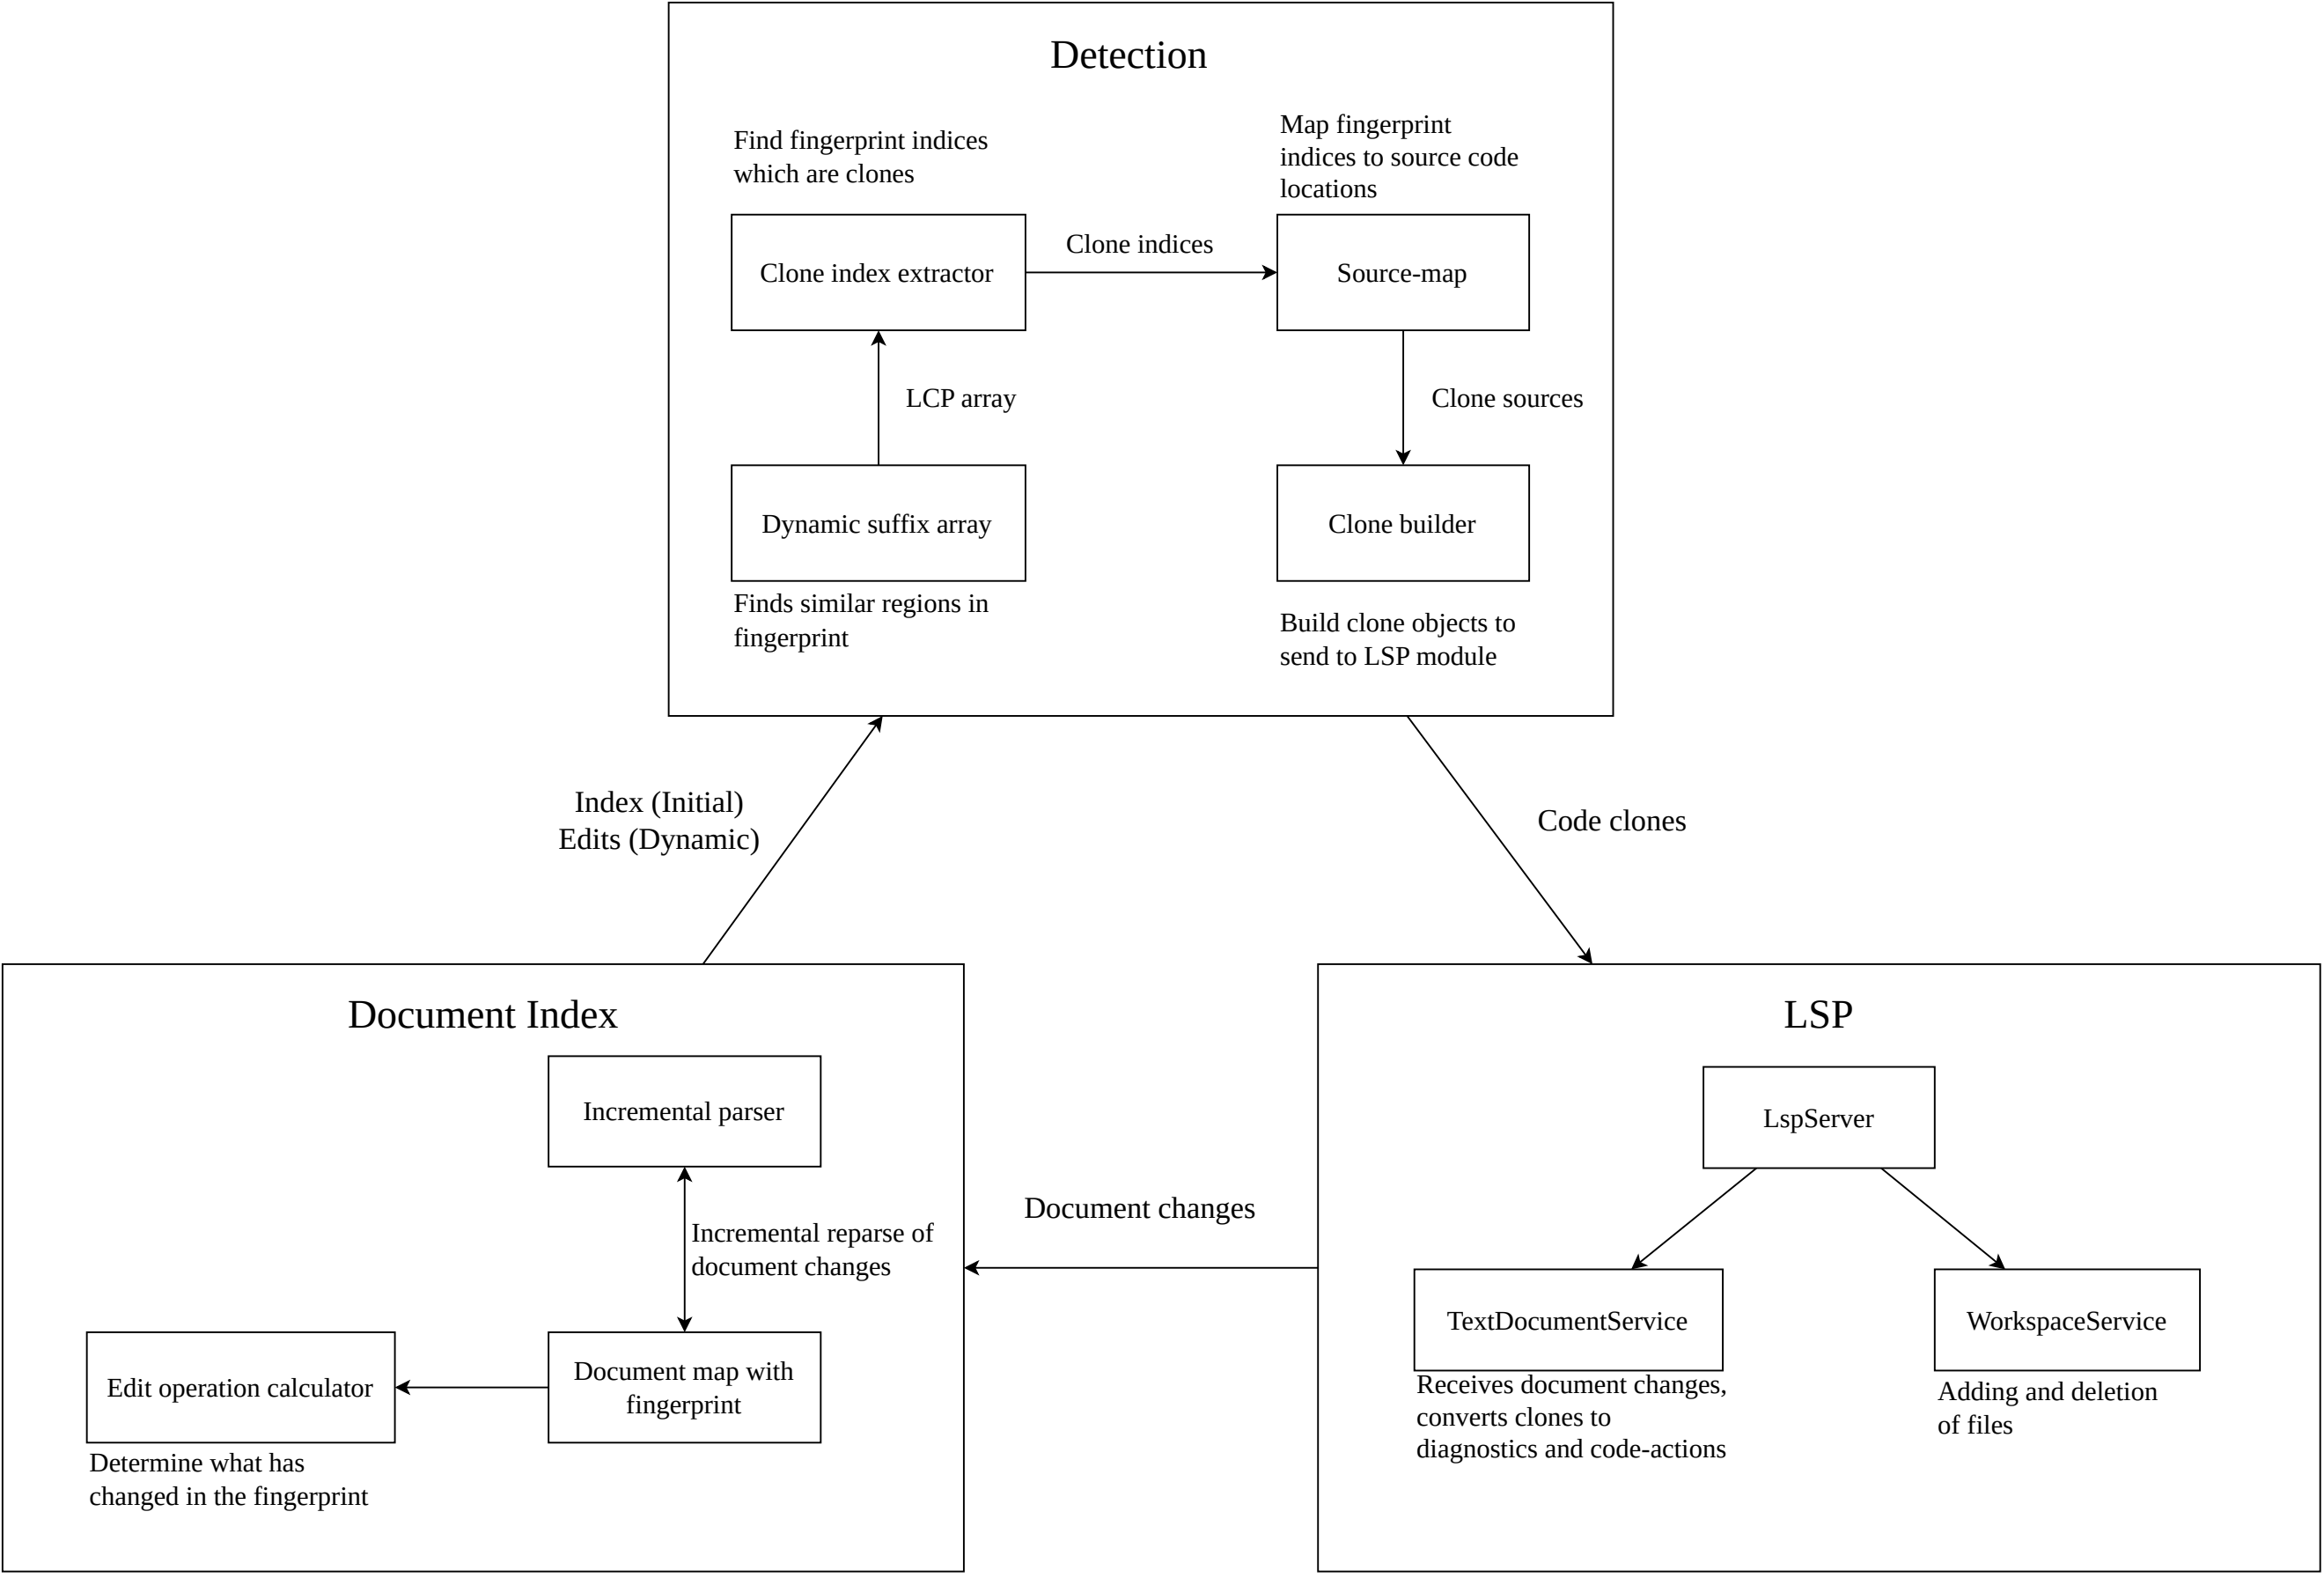 Detection
Find fingerprint indices
which are clones
Map fingerprint
indices to source code
locations
Clone index extractor
Clone indices
Source-map
LCP array
Clone sources
Dynamic suffix array
Clone builder
Finds similar regions in
fingerprint
Build clone objects to
send to LSP module
Index (Initial)
Edits (Dynamic)
Code clones
Document Index
Incremental parser
Incremental reparse of
document changes
Edit operation calculator
Document map with
fingerprint
Determine what has
changed in the fingerprint
Document changes
LSP
LspServer
TextDocumentService
WorkspaceService
Receives document changes,
converts clones to
diagnostics and code-actions
Adding and deletion
of files